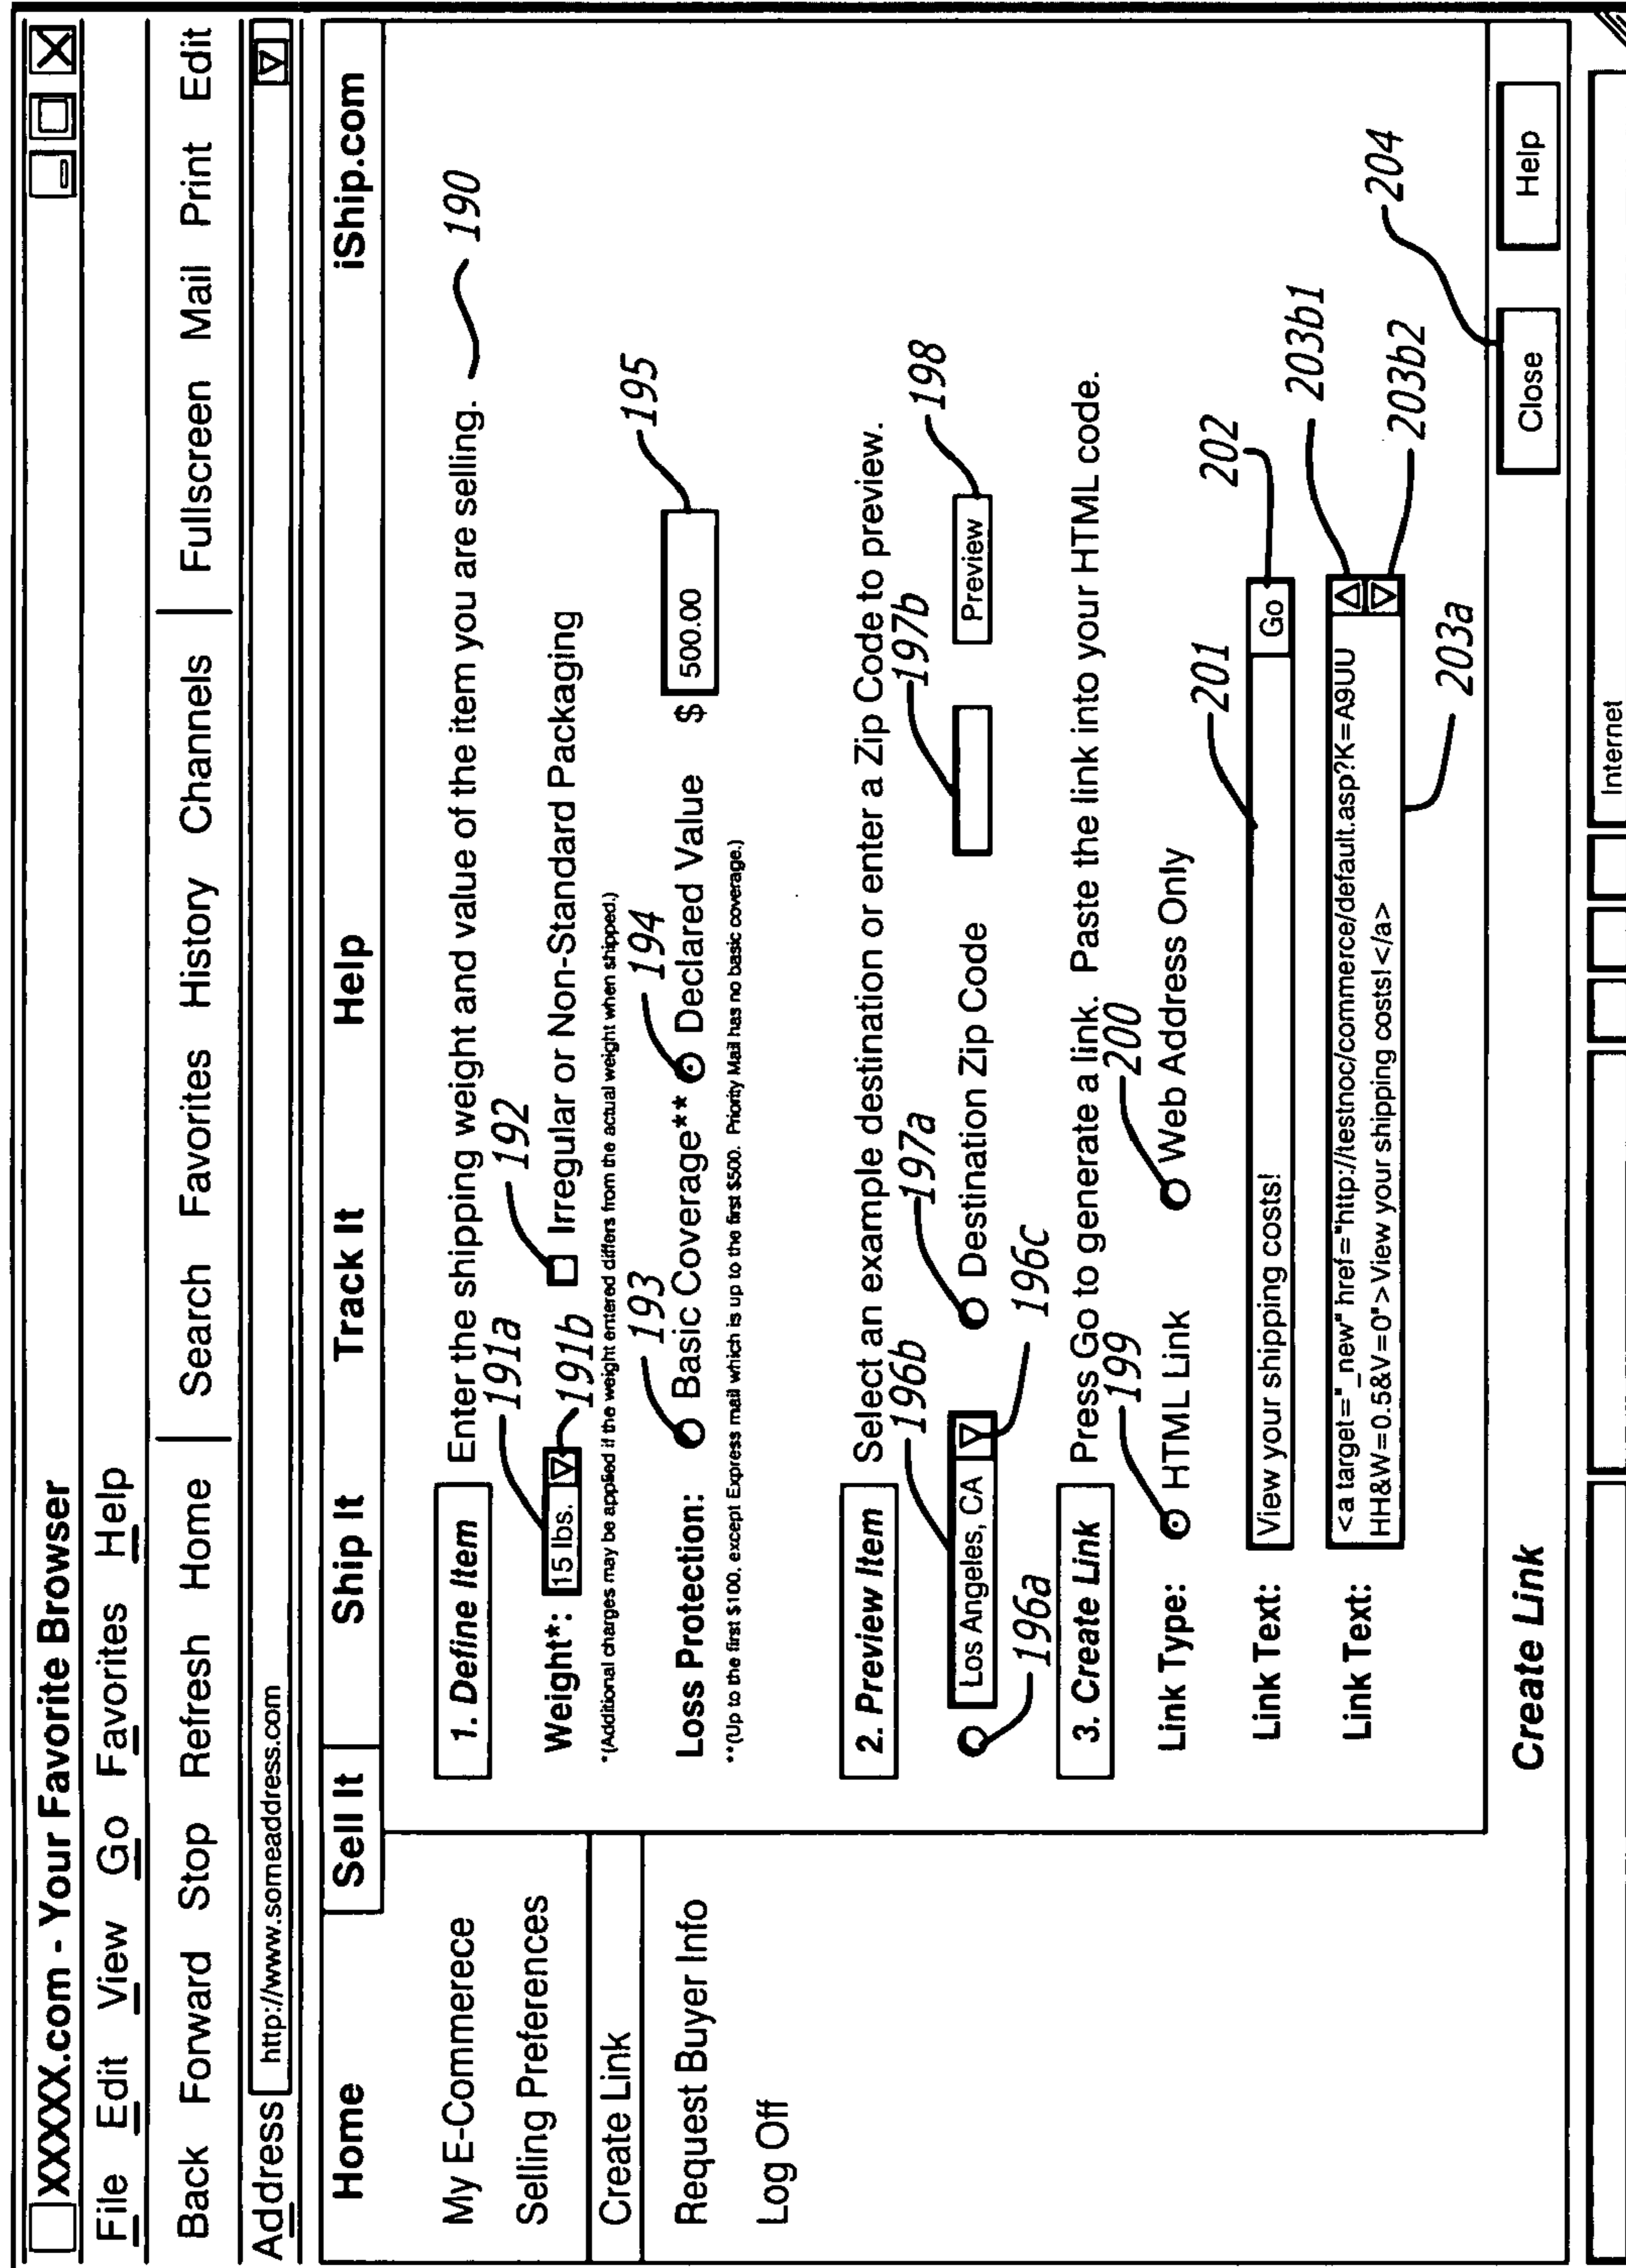 XXXXX.com - Your Favorite Browser
File Edit View Go Favorites Help
Back Forward Stop Refresh Home Search Favorites History Channels Fullscreen Mail Print Edit
Address http://www.someaddress.com
Home Sell It Ship It Track It Help iShip.com
My E-Commerece
Selling Preferences
Create Link
Request Buyer Info
Log Off
1. Define Item Enter the shipping weight and value of the item you are selling. 190
191a 192
Weight*: 15 lbs. 191b Irregular or Non-Standard Packaging
*(Additional charges may be applied if the weight entered differs from the actual weight when shipped.)
193 194 195
Loss Protection: Basic Coverage** Declared Value $ 500.00
**(Up to the first $100, except Express mail which is up to the first $500. Priority Mail has no basic coverage.)
2. Preview Item Select an example destination or enter a Zip Code to preview.
196b 197a 197b 198
Los Angeles, CA Destination Zip Code Preview
196a 196c
3. Create Link Press Go to generate a link. Paste the link into your HTML code.
199 200
Link Type: HTML Link Web Address Only
201 202
Link Text: View your shipping costs! Go
203b1
Link Text: <a target="_new" href="http://testnoc/commerce/default.asp?K=A9UU
HH&W=0.5&V=0">View your shipping costs!</a>
203b2
203a 204
Create Link Close Help
Internet